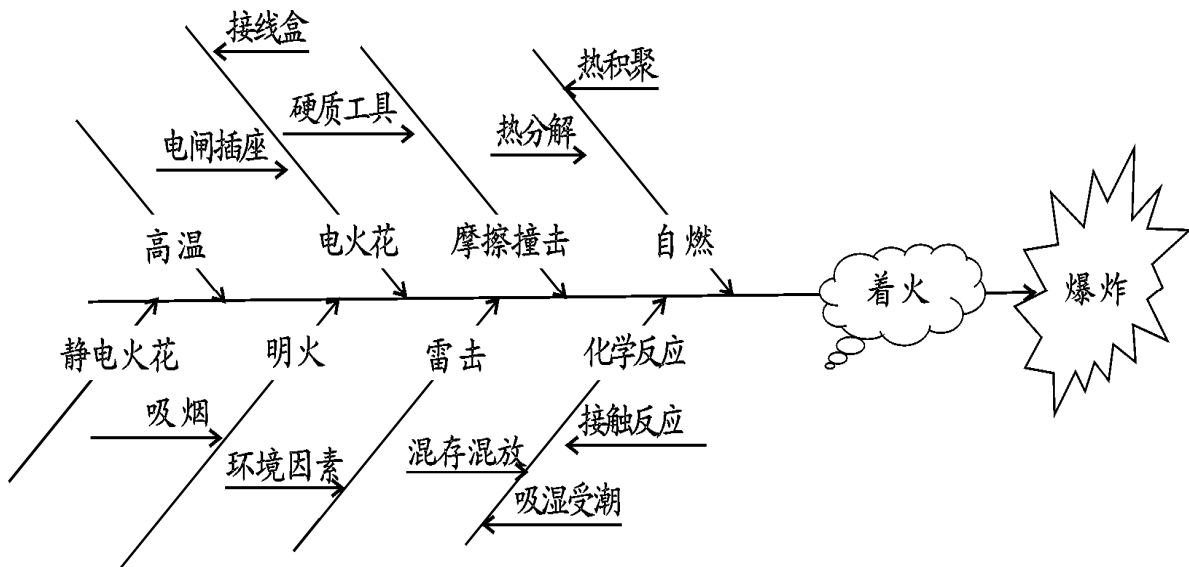 接线盒
热积聚
硬质工具
热分解
电闸插座
高温
电火花
摩擦撞击
自燃
着火
爆炸
静电火花
明火
雷击
化学反应
吸烟
接触反应
环境因素
混存混放
吸湿受潮